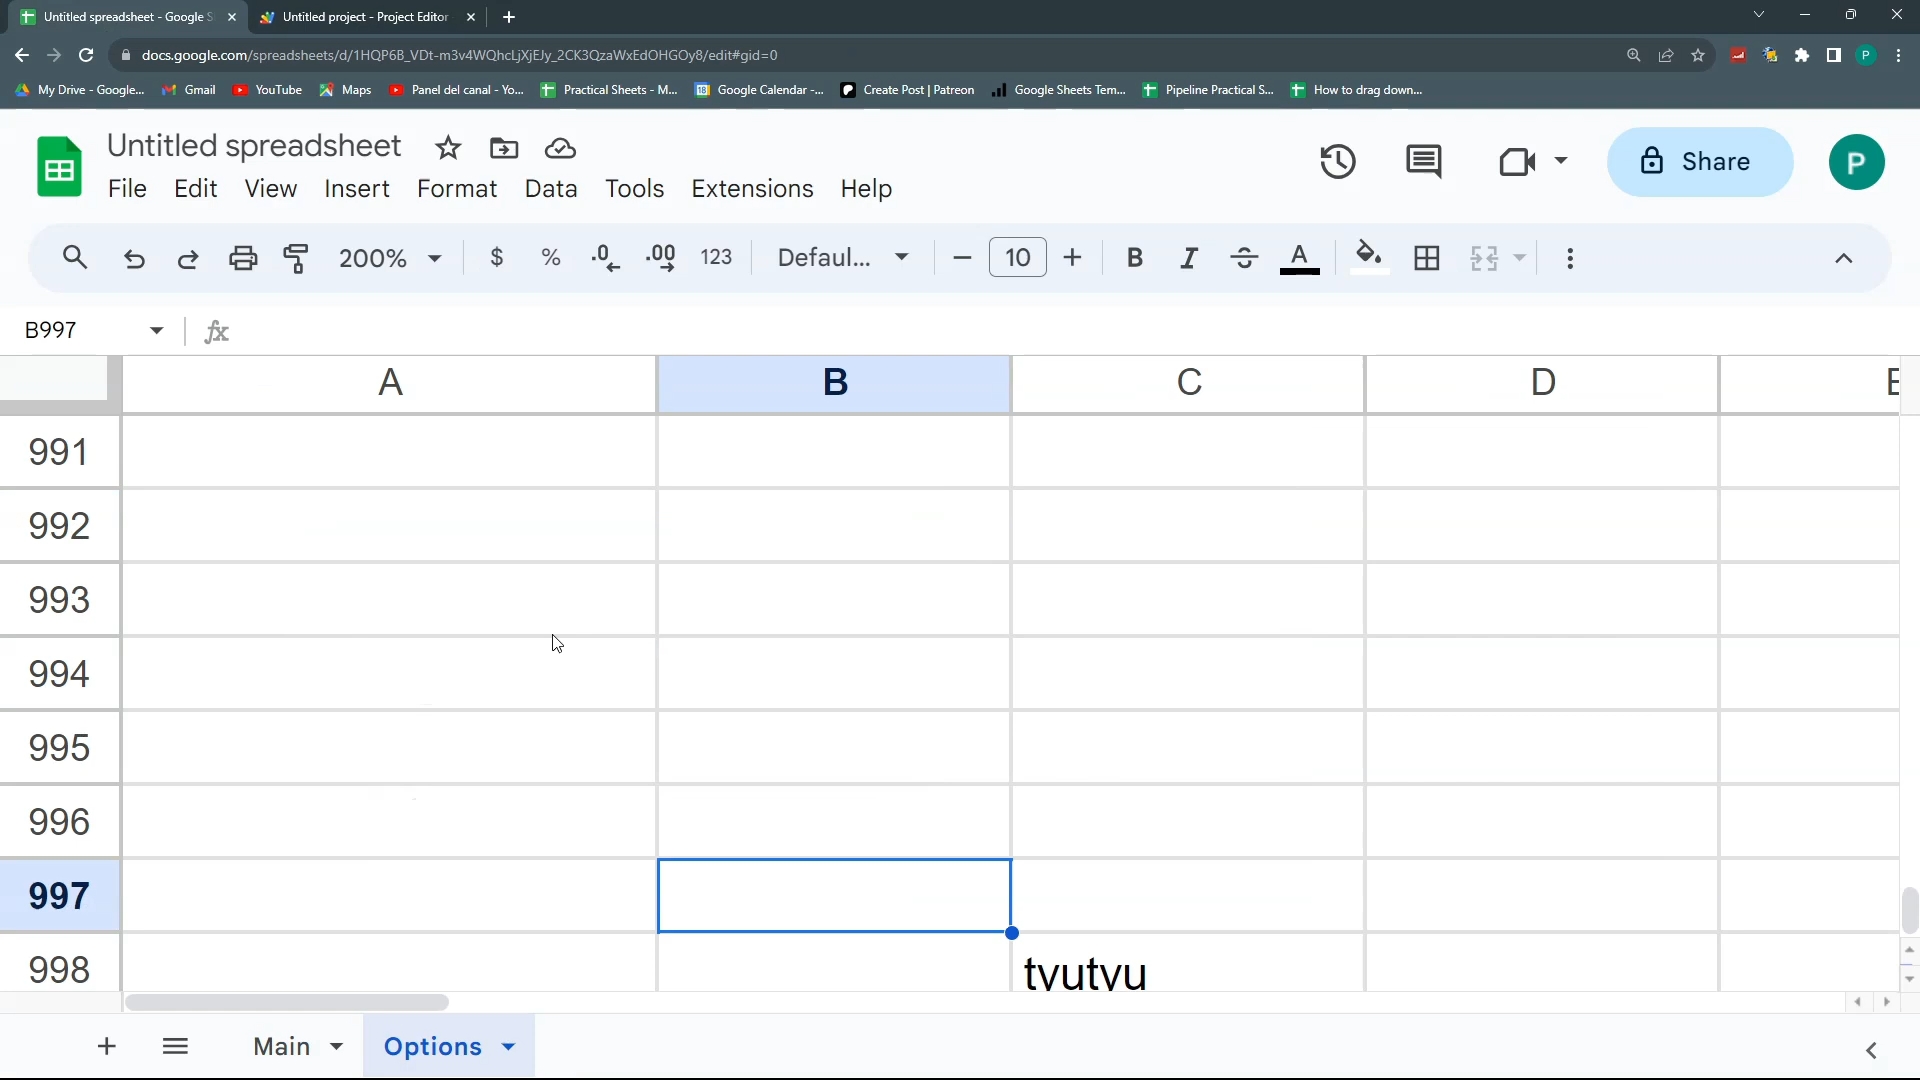 Untitled spreadsheet - Google S
Untitled project - Project Editor
docs.google.com/spreadsheets/d/1HQP6B_VDt-m3v4WQhcLjXjEJy_2CK3QzaWxEdOHGOy8/edit#gid=0
My Drive - Google...
Gmail
YouTube
Maps
Panel del canal - Yo...
Practical Sheets - M...
Google Calendar -...
Create Post | Patreon
Google Sheets Tem...
Pipeline Practical S...
How to drag down...
Untitled spreadsheet
File Edit View Insert Format Data Tools Extensions Help
Share
P
200% $ % .0 .00 123 Defaul... 10 B I S A
B997 fx
A B C D E
991
992
993
994
995
996
997
998 tyutyu
Main Options